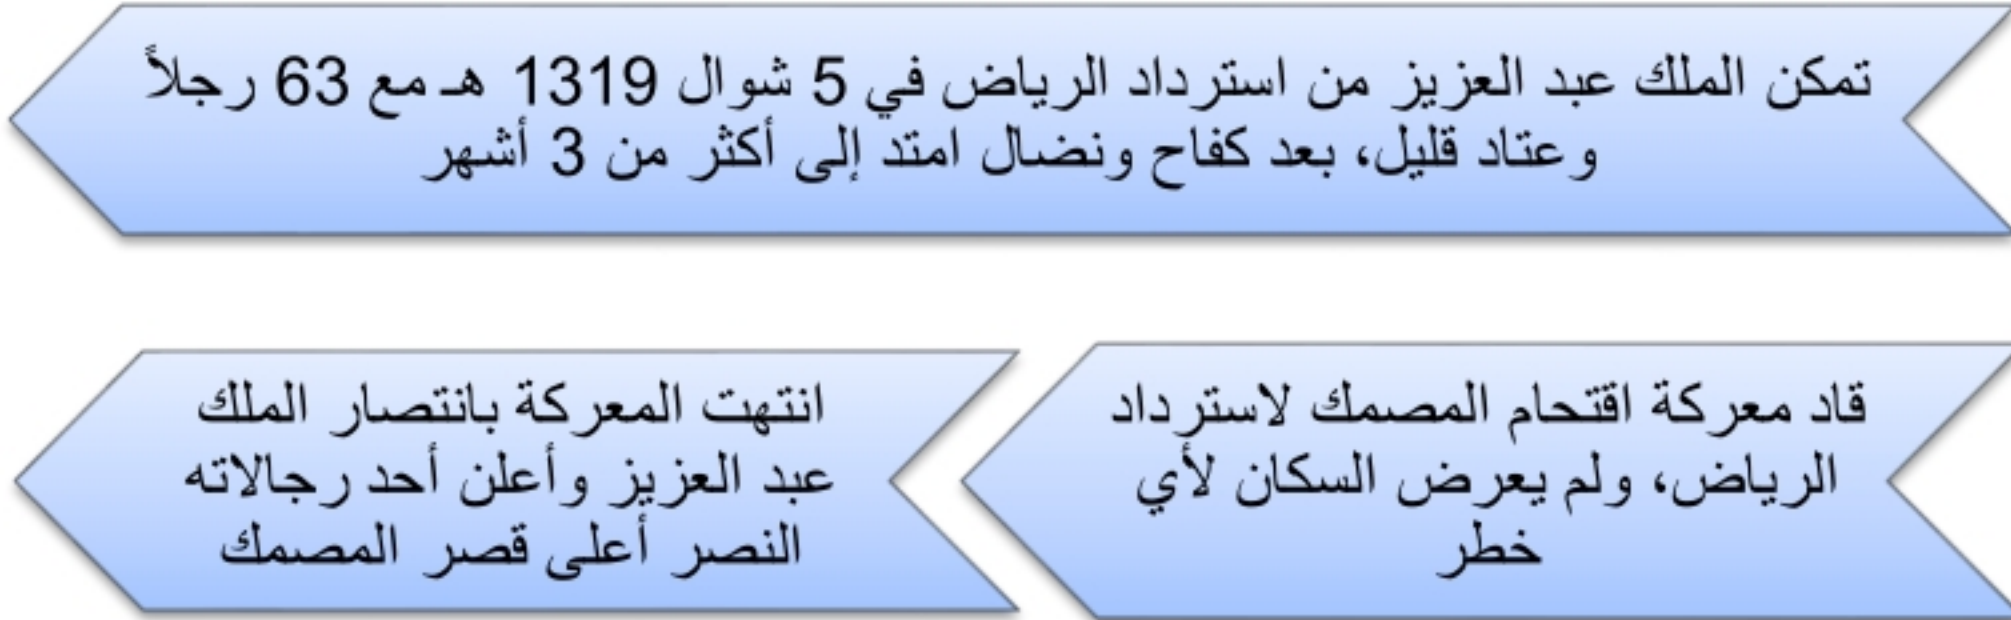 تمكن الملك عبد العزيز من استرداد الرياض في 5 شوال 1319 هـ مع 63 رجلاً
وعتاد قليل، بعد كفاح ونضال امتد إلى أكثر من 3 أشهر
قاد معركة اقتحام المصمك لاسترداد
الرياض، ولم يعرض السكان لأي
خطر
انتهت المعركة بانتصار الملك
عبد العزيز وأعلن أحد رجالاته
النصر أعلى قصر المصمك